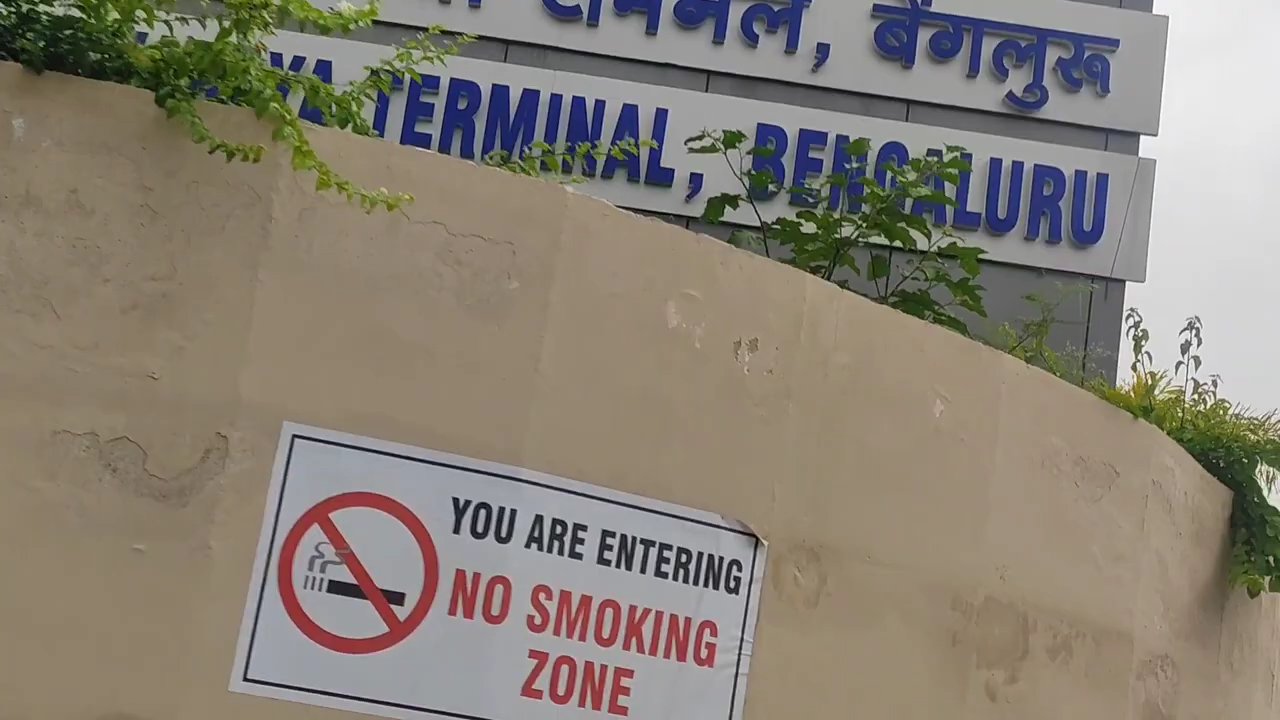 टर्मिनल, बेंगलुरू
TERMINAL, BENGALURU
YOU ARE ENTERING
NO SMOKING
ZONE